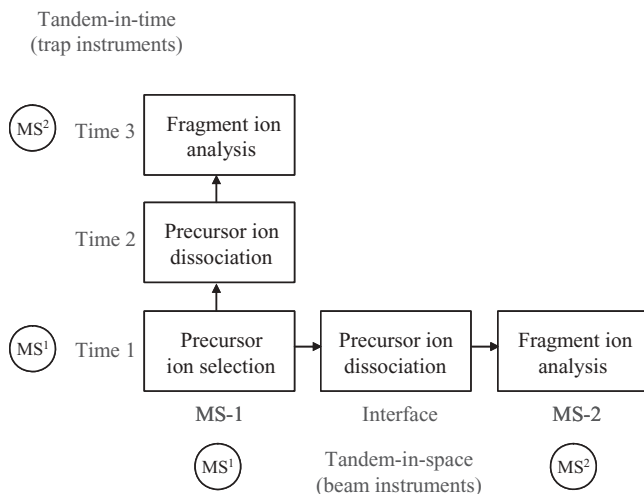 Tandem-in-time
(trap instruments)
MS² Time 3 Fragment ion
analysis
Time 2 Precursor ion
dissociation
MS¹ Time 1 Precursor
ion selection
Precursor ion
dissociation
Fragment ion
analysis
MS-1 Interface MS-2
MS¹ Tandem-in-space
(beam instruments)
MS²